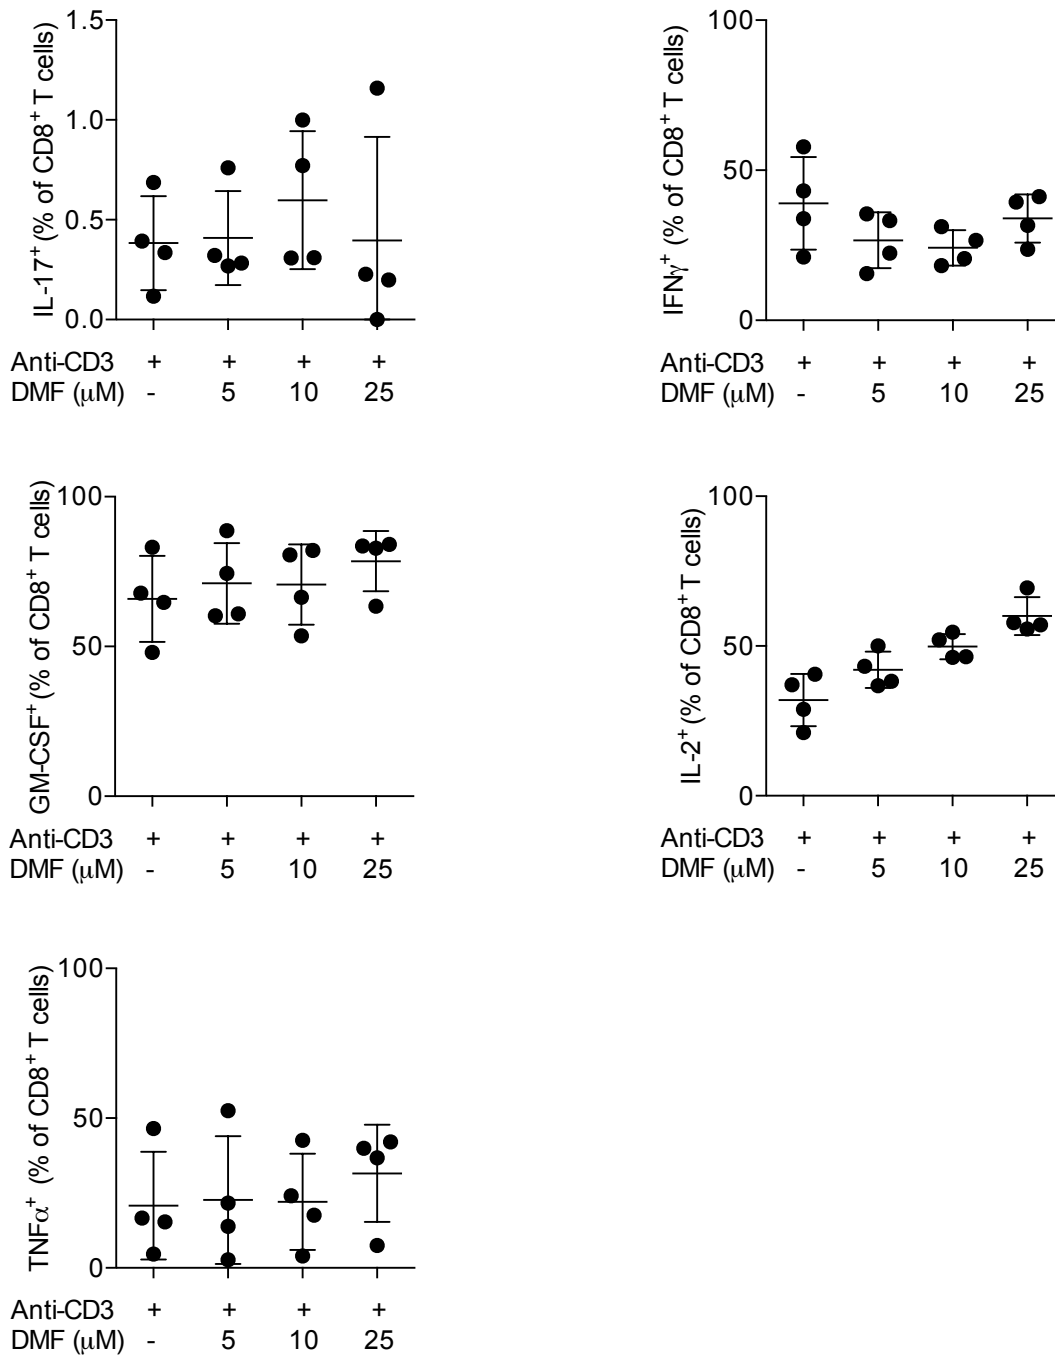 IL-17⁺ (% of CD8⁺ T cells)
1.5
1.0
0.5
0.0
Anti-CD3 + + + +
DMF (μM) - 5 10 25
IFNγ⁺ (% of CD8⁺ T cells)
100
50
0
Anti-CD3 + + + +
DMF (μM) - 5 10 25
GM-CSF⁺ (% of CD8⁺ T cells)
100
50
0
Anti-CD3 + + + +
DMF (μM) - 5 10 25
IL-2⁺ (% of CD8⁺ T cells)
100
50
0
Anti-CD3 + + + +
DMF (μM) - 5 10 25
TNFα⁺ (% of CD8⁺ T cells)
100
50
0
Anti-CD3 + + + +
DMF (μM) - 5 10 25